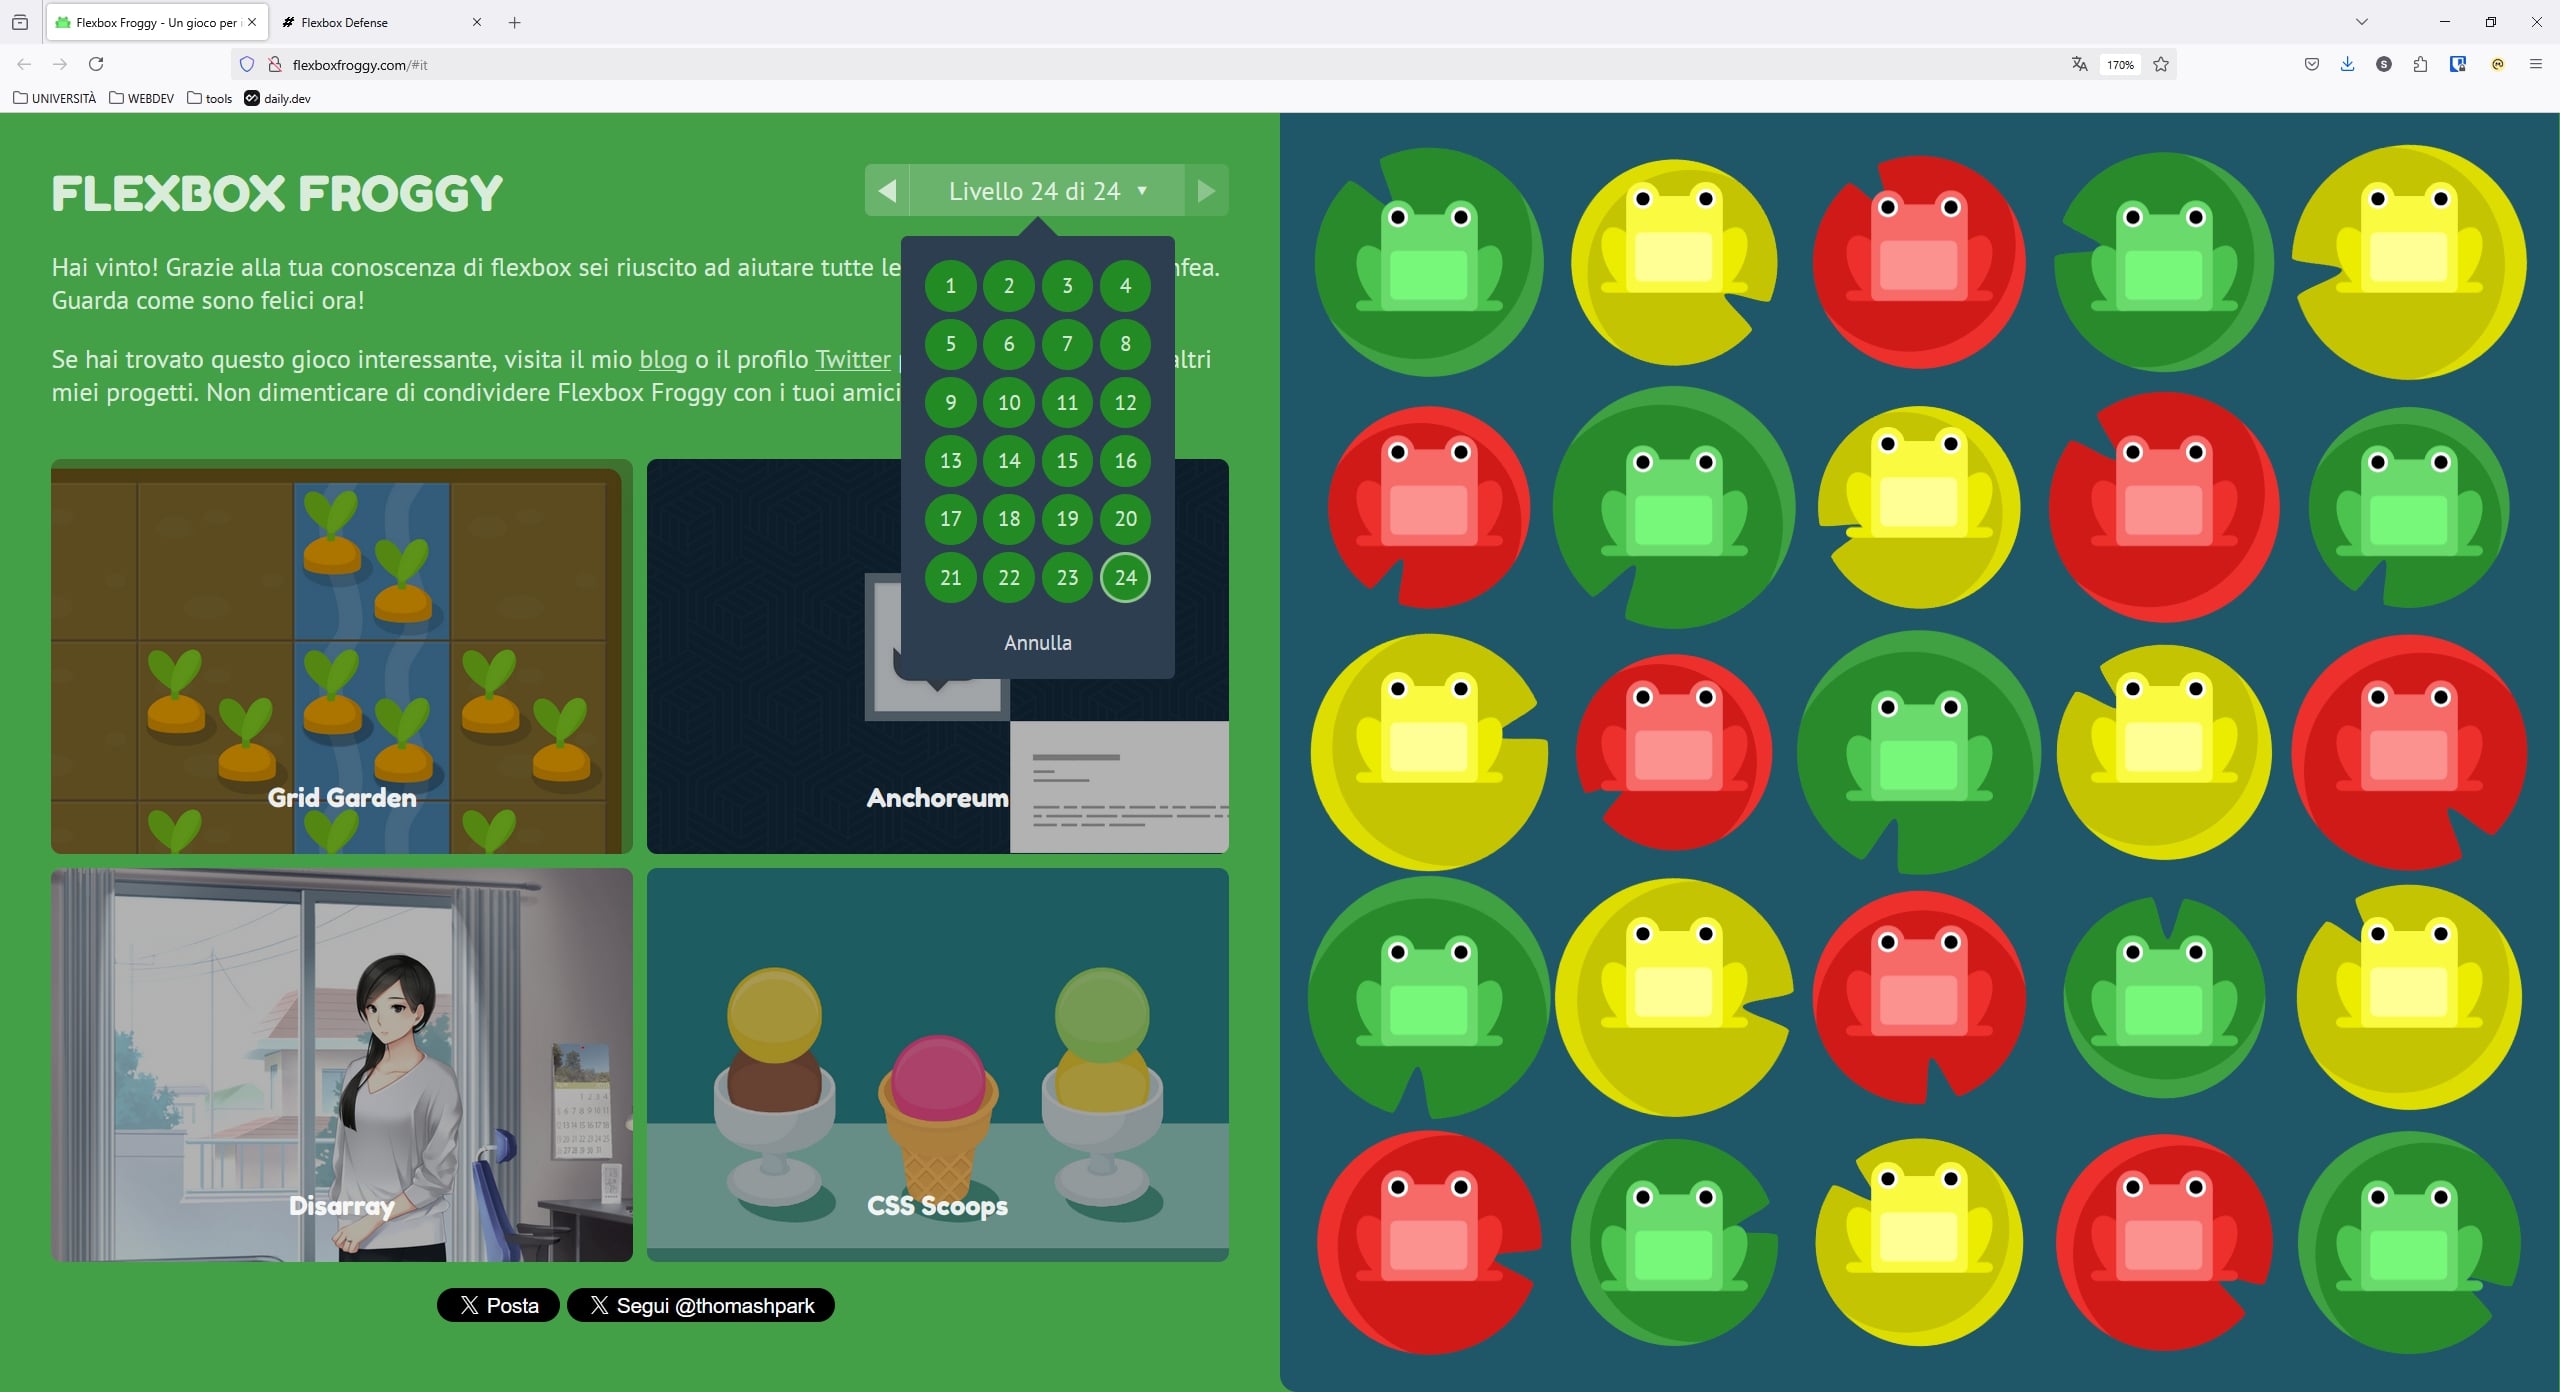 Flexbox Froggy - Un gioco per i
Flexbox Defense
flexboxfroggy.com/#it
170%
UNIVERSITÀ
WEBDEV
tools
daily.dev
FLEXBOX FROGGY
Livello 24 di 24
Hai vinto! Grazie alla tua conoscenza di flexbox sei riuscito ad aiutare tutte le nfea.
Guarda come sono felici ora!
Se hai trovato questo gioco interessante, visita il mio blog o il profilo Twitter altri
miei progetti. Non dimenticare di condividere Flexbox Froggy con i tuoi amici
1 2 3 4
5 6 7 8
9 10 11 12
13 14 15 16
17 18 19 20
21 22 23 24
Annulla
Grid Garden
Anchoreum
Disarray
CSS Scoops
Posta
Segui @thomashpark